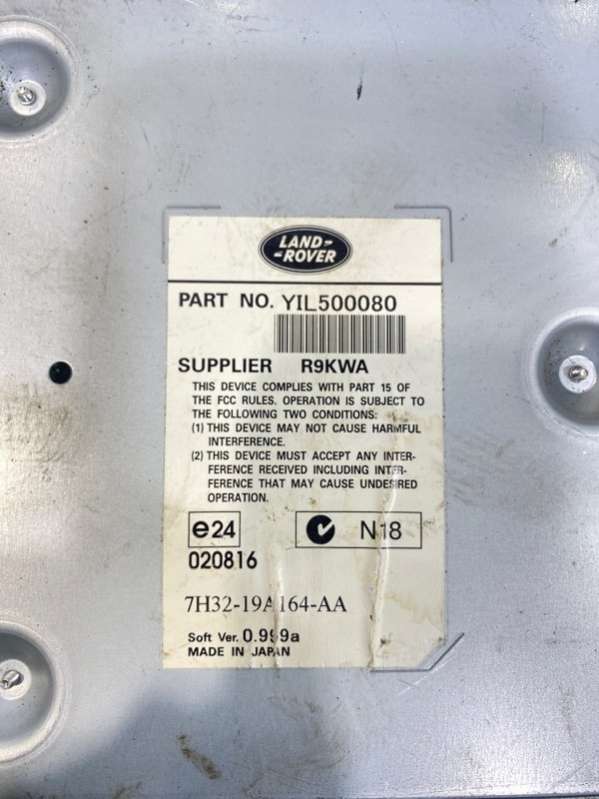 LAND-
-ROVER
PART NO. YIL500080
SUPPLIER R9KWA
THIS DEVICE COMPLIES WITH PART 15 OF
THE FCC RULES. OPERATION IS SUBJECT TO
THE FOLLOWING TWO CONDITIONS:
(1) THIS DEVICE MAY NOT CAUSE HARMFUL
INTERFERENCE.
(2) THIS DEVICE MUST ACCEPT ANY INTER-
FERENCE RECEIVED INCLUDING INTER-
FERENCE THAT MAY CAUSE UNDESIRED
OPERATION.
e24 N18
020816
7H32-19A164-AA
Soft Ver. 0.999a
MADE IN JAPAN